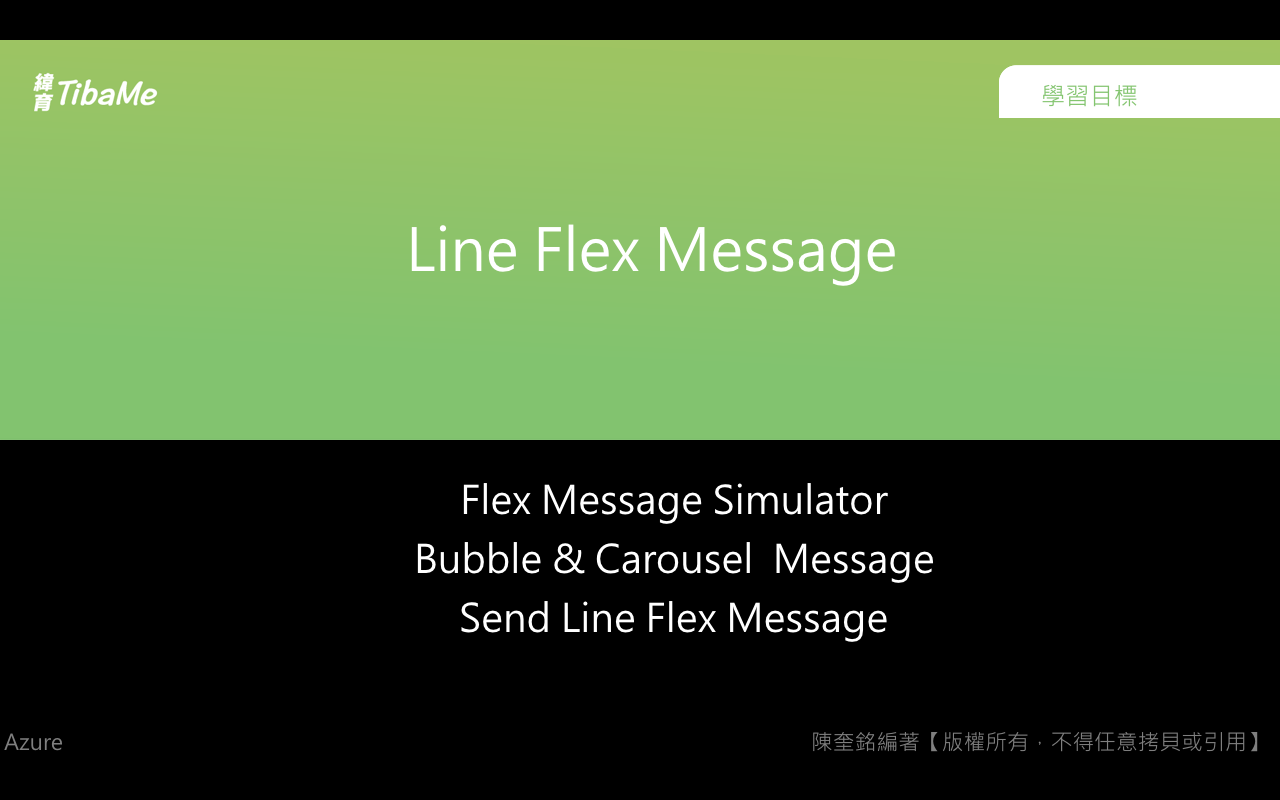 緯育 TibaMe
學習目標
Line Flex Message
Flex Message Simulator
Bubble & Carousel  Message
Send Line Flex Message
Azure
陳奎銘編著【版權所有，不得任意拷貝或引用】